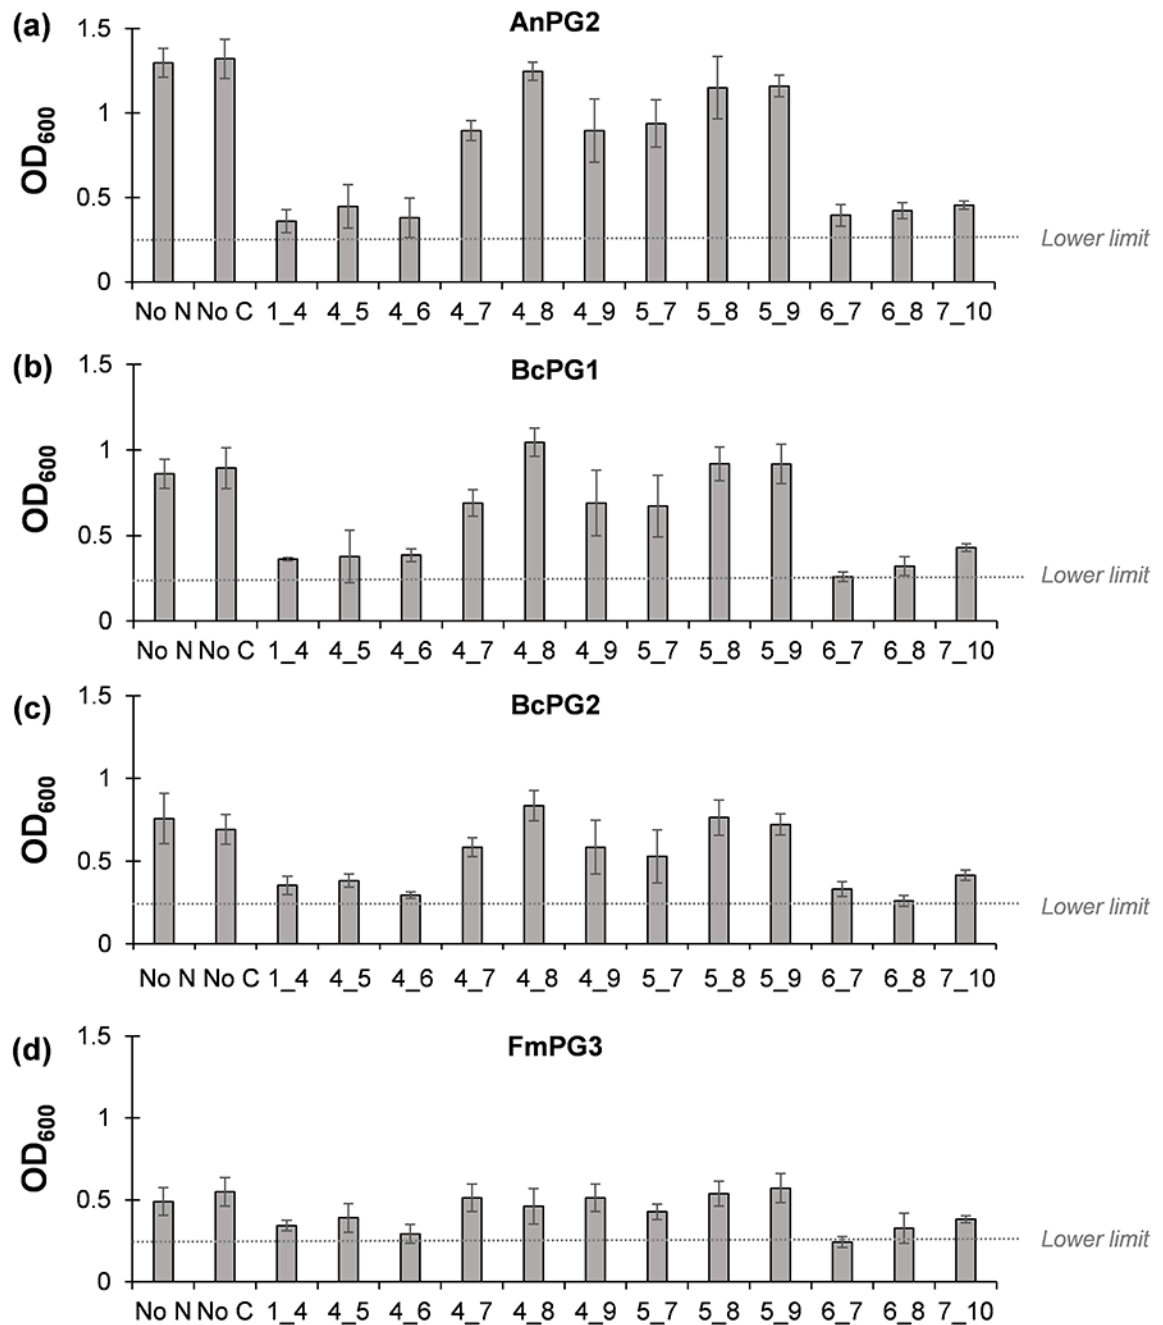 (a) AnPG2
1.5
1
0.5
0
OD600
Lower limit
No N No C 1_4 4_5 4_6 4_7 4_8 4_9 5_7 5_8 5_9 6_7 6_8 7_10
(b) BcPG1
1.5
1
0.5
0
OD600
Lower limit
No N No C 1_4 4_5 4_6 4_7 4_8 4_9 5_7 5_8 5_9 6_7 6_8 7_10
(c) BcPG2
1.5
1
0.5
0
OD600
Lower limit
No N No C 1_4 4_5 4_6 4_7 4_8 4_9 5_7 5_8 5_9 6_7 6_8 7_10
(d) FmPG3
1.5
1
0.5
0
OD600
Lower limit
No N No C 1_4 4_5 4_6 4_7 4_8 4_9 5_7 5_8 5_9 6_7 6_8 7_10